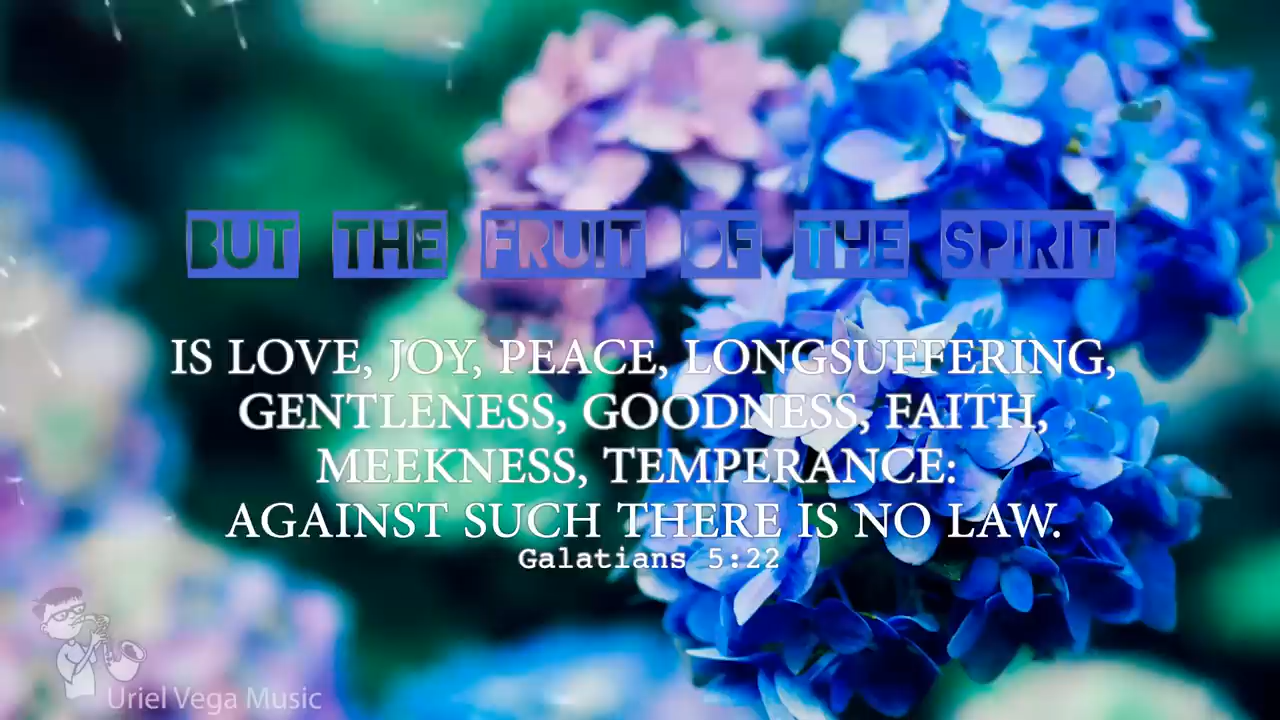 BUT THE FRUIT OF THE SPIRIT
IS LOVE, JOY, PEACE, LONGSUFFERING,
GENTLENESS, GOODNESS, FAITH,
MEEKNESS, TEMPERANCE:
AGAINST SUCH THERE IS NO LAW.
Galatians 5:22
Uriel Vega Music